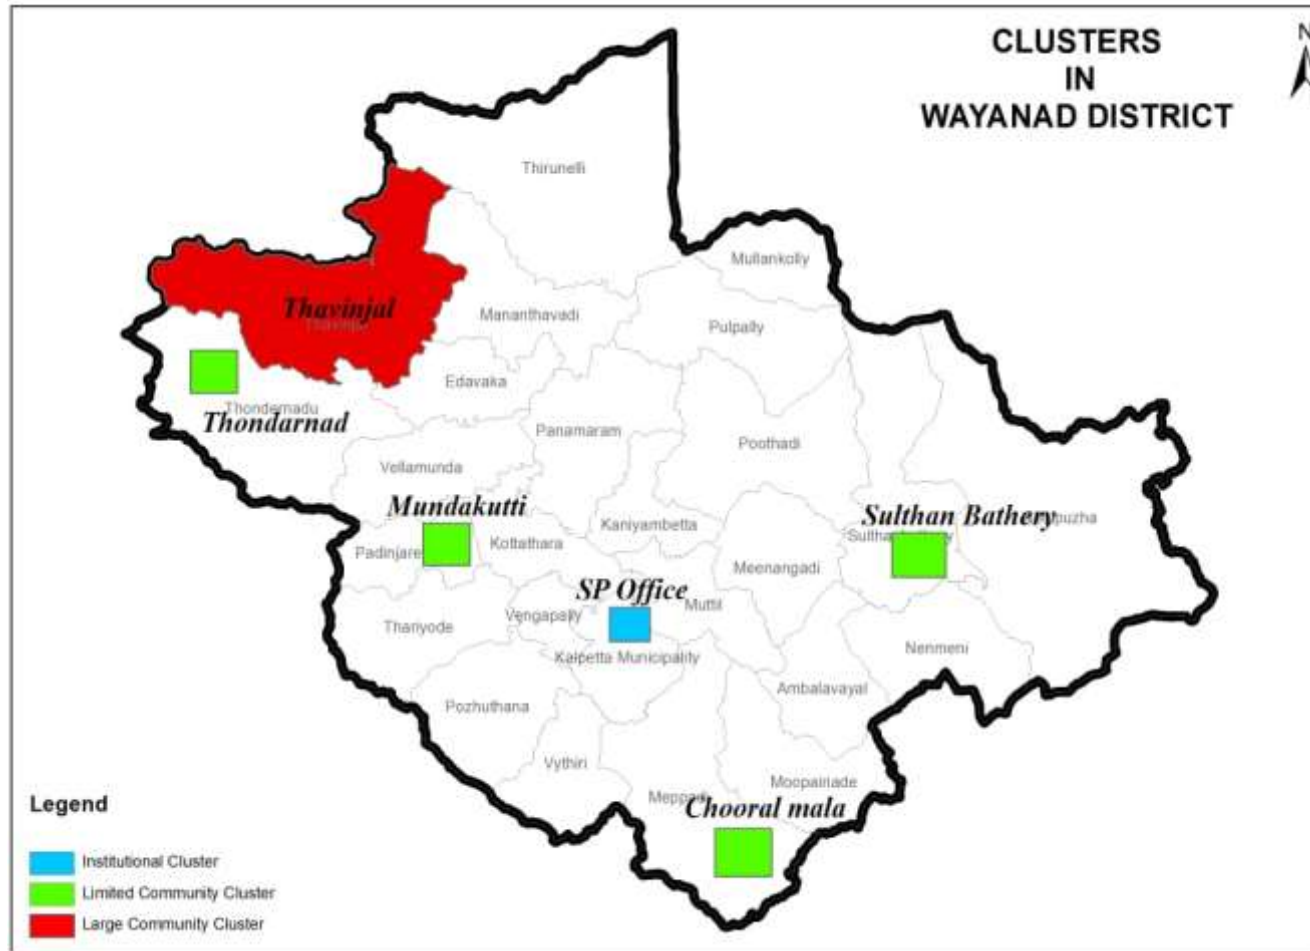 CLUSTERS
IN
WAYANAD DISTRICT
N
Thirunelli
Mullankolly
Thavinjal
Mananthavadi
Pulpally
Edavaka
Thondernadu
Thondarnad
Panamaram
Poothadi
Vellamunda
Mundakutti
Kaniyambetta
Sulthan Bathery
Padinjare
Kottathara
Meenangadi
SP Office
Muttil
Thariyode
Vengapally
Kalpetta Municipality
Nenmeni
Ambalavayal
Pozhuthana
Vythiri
Moopainade
Chooral mala
Legend
Institutional Cluster
Limited Community Cluster
Large Community Cluster